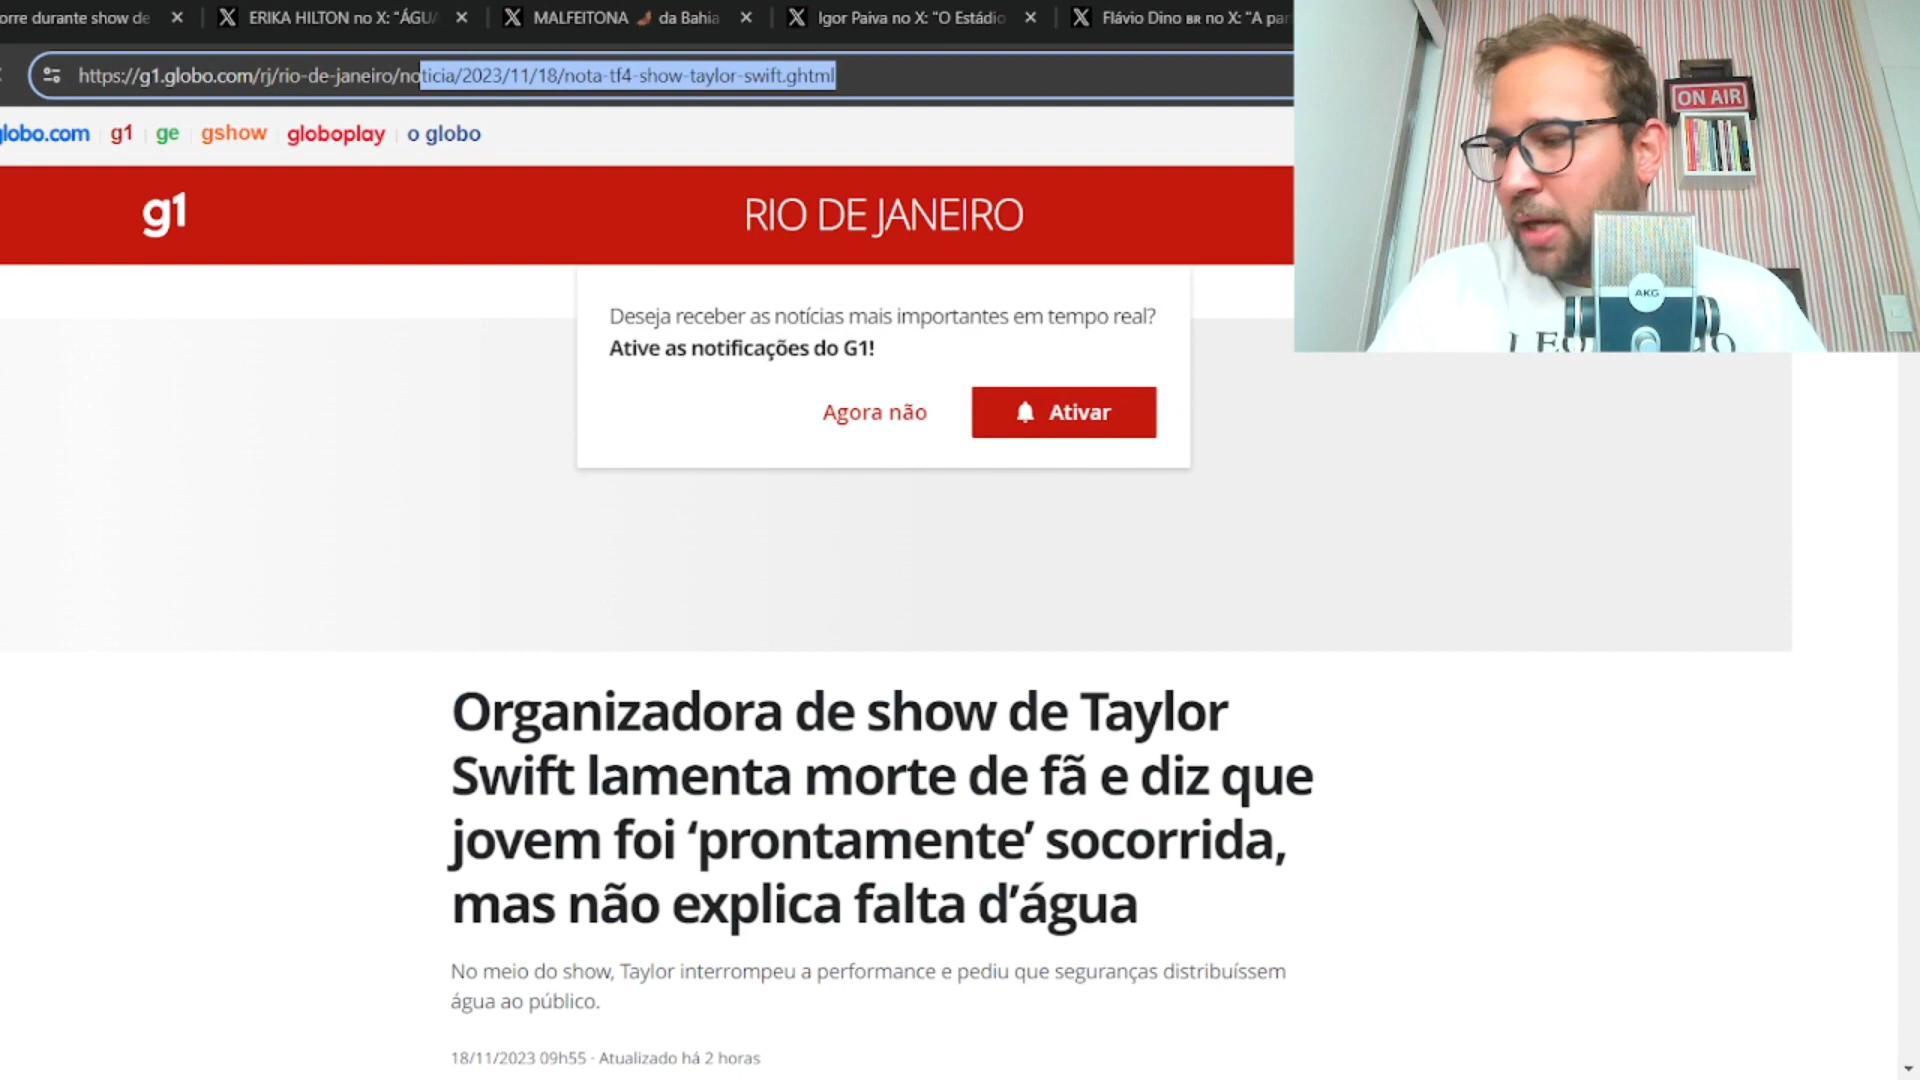 orre durante show de
ERIKA HILTON no X: "ÁGUA
MALFEITONA da Bahia
Igor Paiva no X: "O Estádio
Flávio Dino BR no X: "A par
https://g1.globo.com/rj/rio-de-janeiro/noticia/2023/11/18/nota-tf4-show-taylor-swift.ghtml
globo.com g1 ge gshow globoplay o globo
g1
RIO DE JANEIRO
ON AIR
AKG
Deseja receber as notícias mais importantes em tempo real?
Ative as notificações do G1!
Agora não
Ativar
Organizadora de show de Taylor
Swift lamenta morte de fã e diz que
jovem foi ‘prontamente’ socorrida,
mas não explica falta d’água
No meio do show, Taylor interrompeu a performance e pediu que seguranças distribuíssem
água ao público.
18/11/2023 09h55 · Atualizado há 2 horas